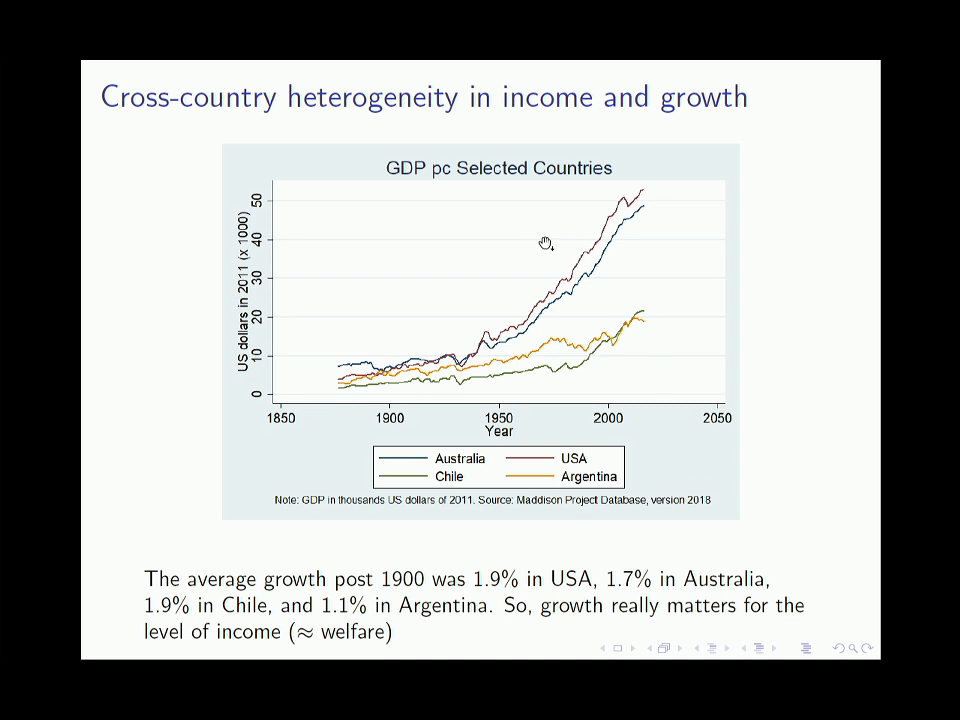 Cross-country heterogeneity in income and growth
GDP pc Selected Countries
US dollars in 2011 (x 1000)
50
40
30
20
10
0
1850 1900 1950 2000 2050
Year
Australia USA
Chile Argentina
Note: GDP in thousands US dollars of 2011. Source: Maddison Project Database, version 2018
The average growth post 1900 was 1.9% in USA, 1.7% in Australia,
1.9% in Chile, and 1.1% in Argentina. So, growth really matters for the
level of income (≈ welfare)